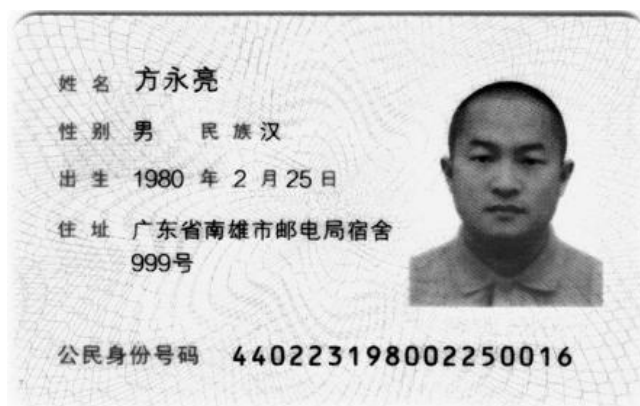 姓名 方永亮
性别 男 民族 汉
出生 1980 年 2 月 25 日
住址 广东省南雄市邮电局宿舍
999号
公民身份号码 440223198002250016